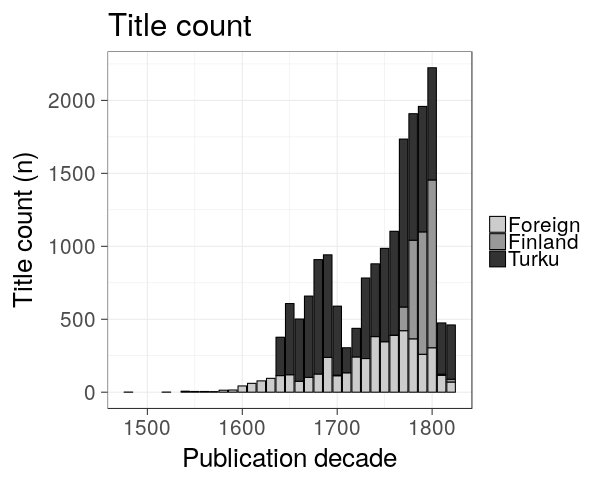 Title count
Title count (n)
2000
1500
1000
500
0
1500 1600 1700 1800
Publication decade
Foreign
Finland
Turku